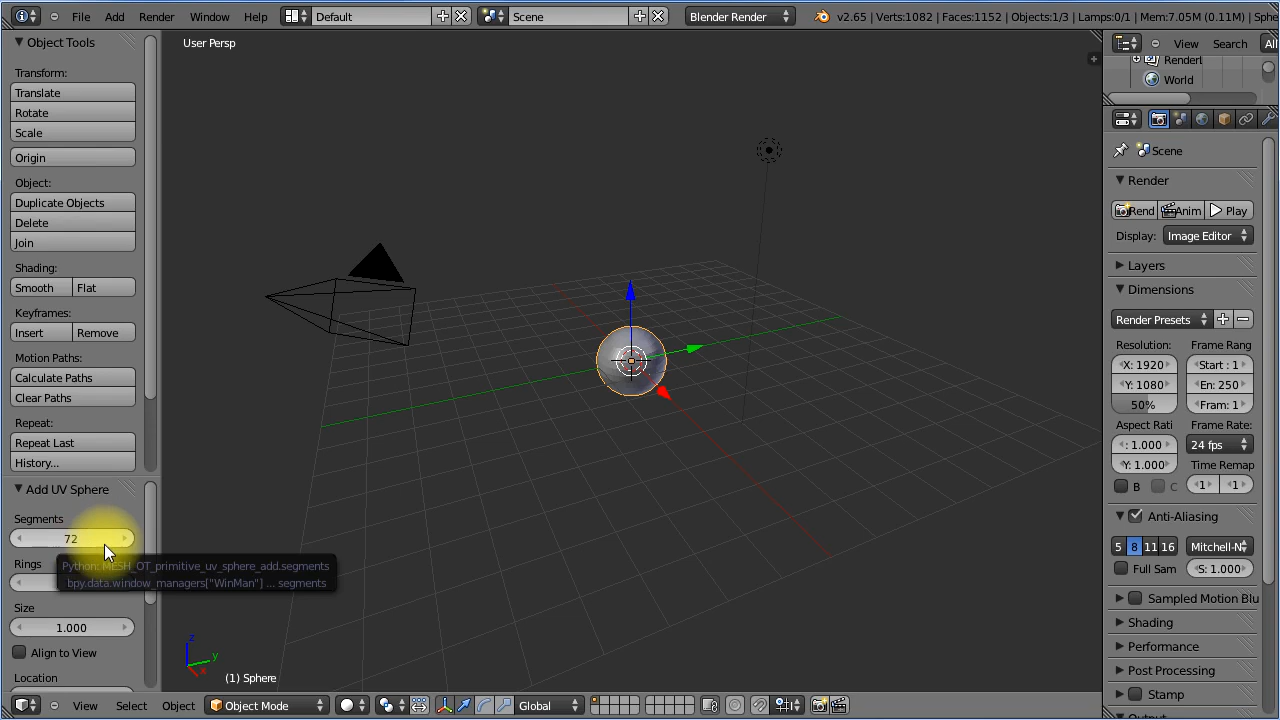 File Add Render Window Help Default Scene Blender Render v2.65 | Verts:1082 | Faces:1152 | Objects:1/3 | Lamps:0/1 | Mem:7.05M (0.11M) | Sphe
Object Tools
User Persp
View Search All
Transform:
Translate
Rotate
Scale
Origin
Object:
Duplicate Objects
Delete
Join
Shading:
Smooth Flat
Keyframes:
Insert Remove
Motion Paths:
Calculate Paths
Clear Paths
Repeat:
Repeat Last
History...
Add UV Sphere
Segments
72
Rings
Python: MESH_OT_primitive_uv_sphere_add.segments
bpy.data.window_managers["WinMan"] ... segments
Size
1.000
Align to View
Location
z
y
x
(1) Sphere
View Select Object Object Mode Global
RenderL
World
Scene
Render
Rend Anim Play
Display: Image Editor
Layers
Dimensions
Render Presets
Resolution: Frame Rang
X: 1920 Start : 1
Y: 1080 En: 250
50% Fram: 1
Aspect Rati Frame Rate:
: 1.000 24 fps
Y: 1.000 Time Remap
B C 1 1
Anti-Aliasing
5 8 11 16 Mitchell-N
Full Sam S: 1.000
Sampled Motion Blu
Shading
Performance
Post Processing
Stamp